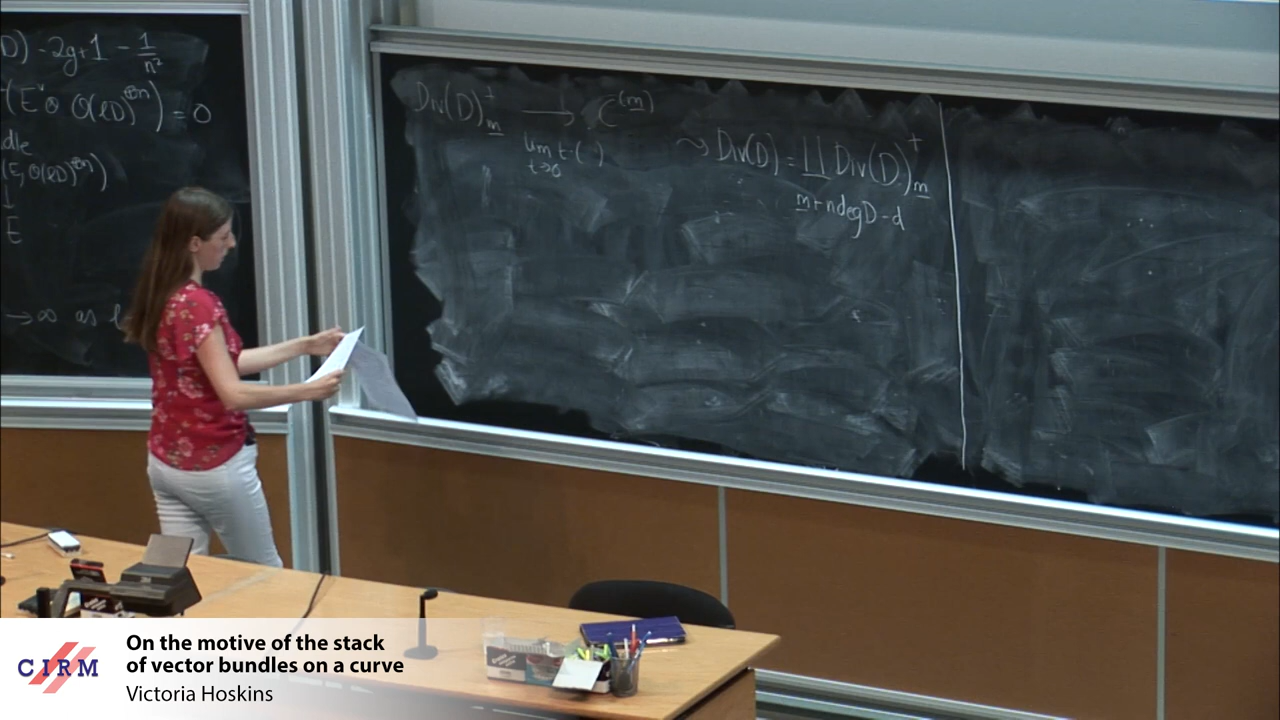 D) - 2g+1 - 1/n²
(E^∨ ⊗ O(lD)^⊕n) = 0
dle
(E, O(lD)^⊕n)
E
→ ∞ as l
Div(D)_m^+ → C^(m)
lim t·( )
t→0
⇝ Div(D) = ∐ Div(D)_m^+
m ⊢ n deg D - d
CIRM
On the motive of the stack
of vector bundles on a curve
Victoria Hoskins